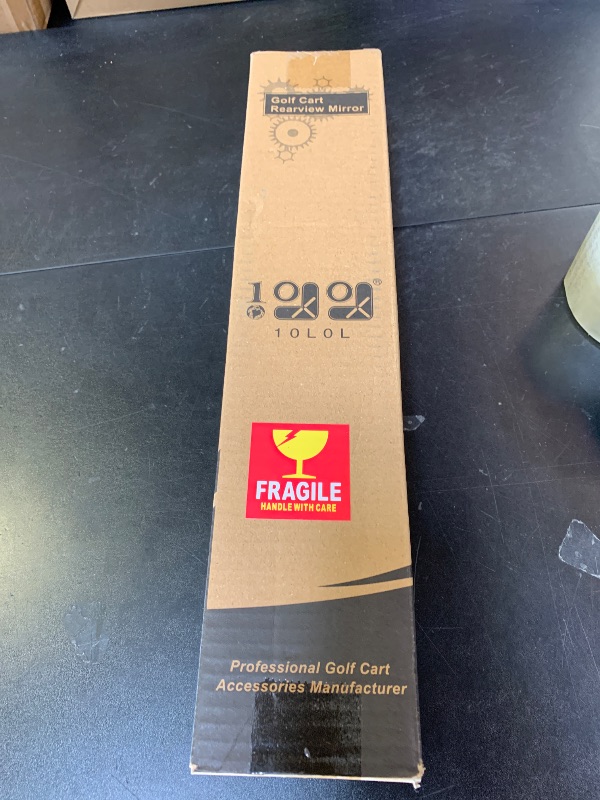 Golf Cart
Rearview Mirror
10L0L
FRAGILE
HANDLE WITH CARE
Professional Golf Cart
Accessories Manufacturer